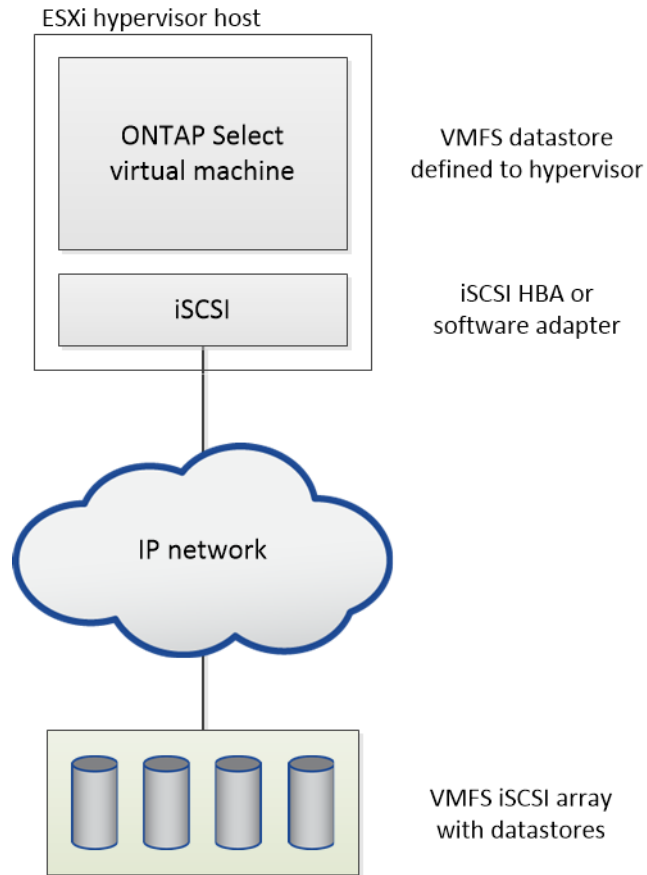 ESXi hypervisor host
ONTAP Select
virtual machine
VMFS datastore
defined to hypervisor
iSCSI
iSCSI HBA or
software adapter
IP network
VMFS iSCSI array
with datastores